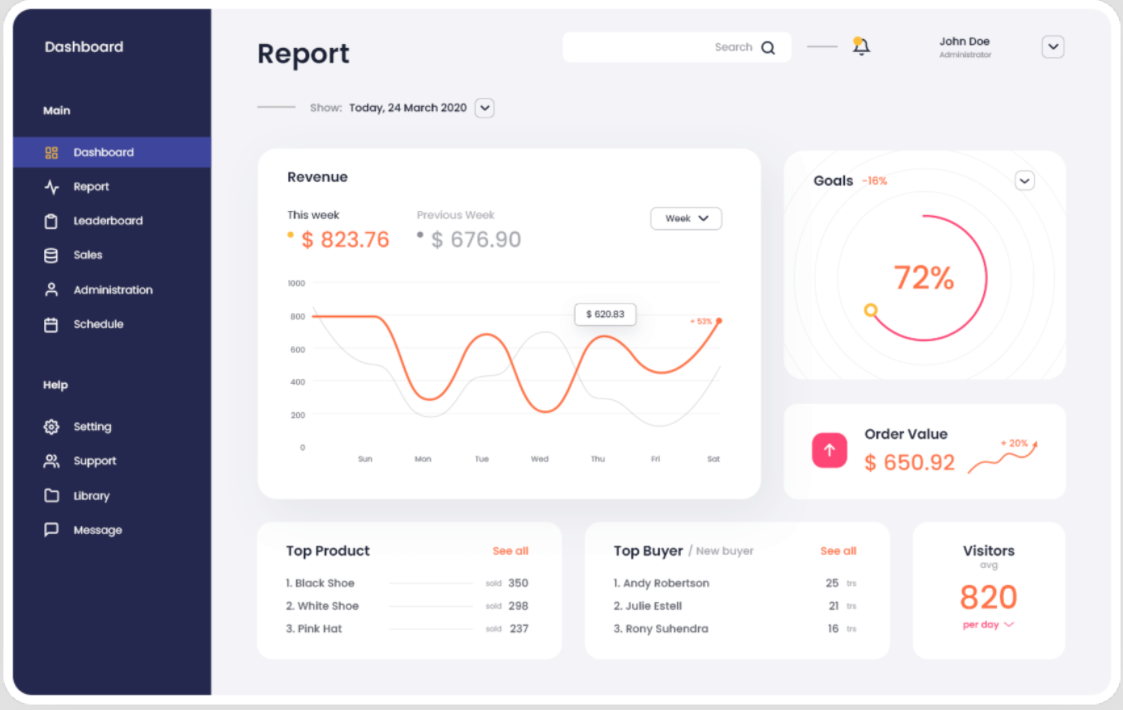 Dashboard
Main
Dashboard
Report
Leaderboard
Sales
Administration
Schedule
Help
Setting
Support
Library
Message
Report
Search
John Doe
Administrator
Show: Today, 24 March 2020
Revenue
This week
$ 823.76
Previous Week
$ 676.90
Week
1000
800
600
400
200
0
$ 620.83
+ 53%
Sun Mon Tue Wed Thu Fri Sat
Goals -16%
72%
Order Value
$ 650.92
+ 20%
Top Product See all
1. Black Shoe sold 350
2. White Shoe sold 298
3. Pink Hat sold 237
Top Buyer / New buyer See all
1. Andy Robertson 25 trs
2. Julie Estell 21 trs
3. Rony Suhendra 16 trs
Visitors
avg
820
per day